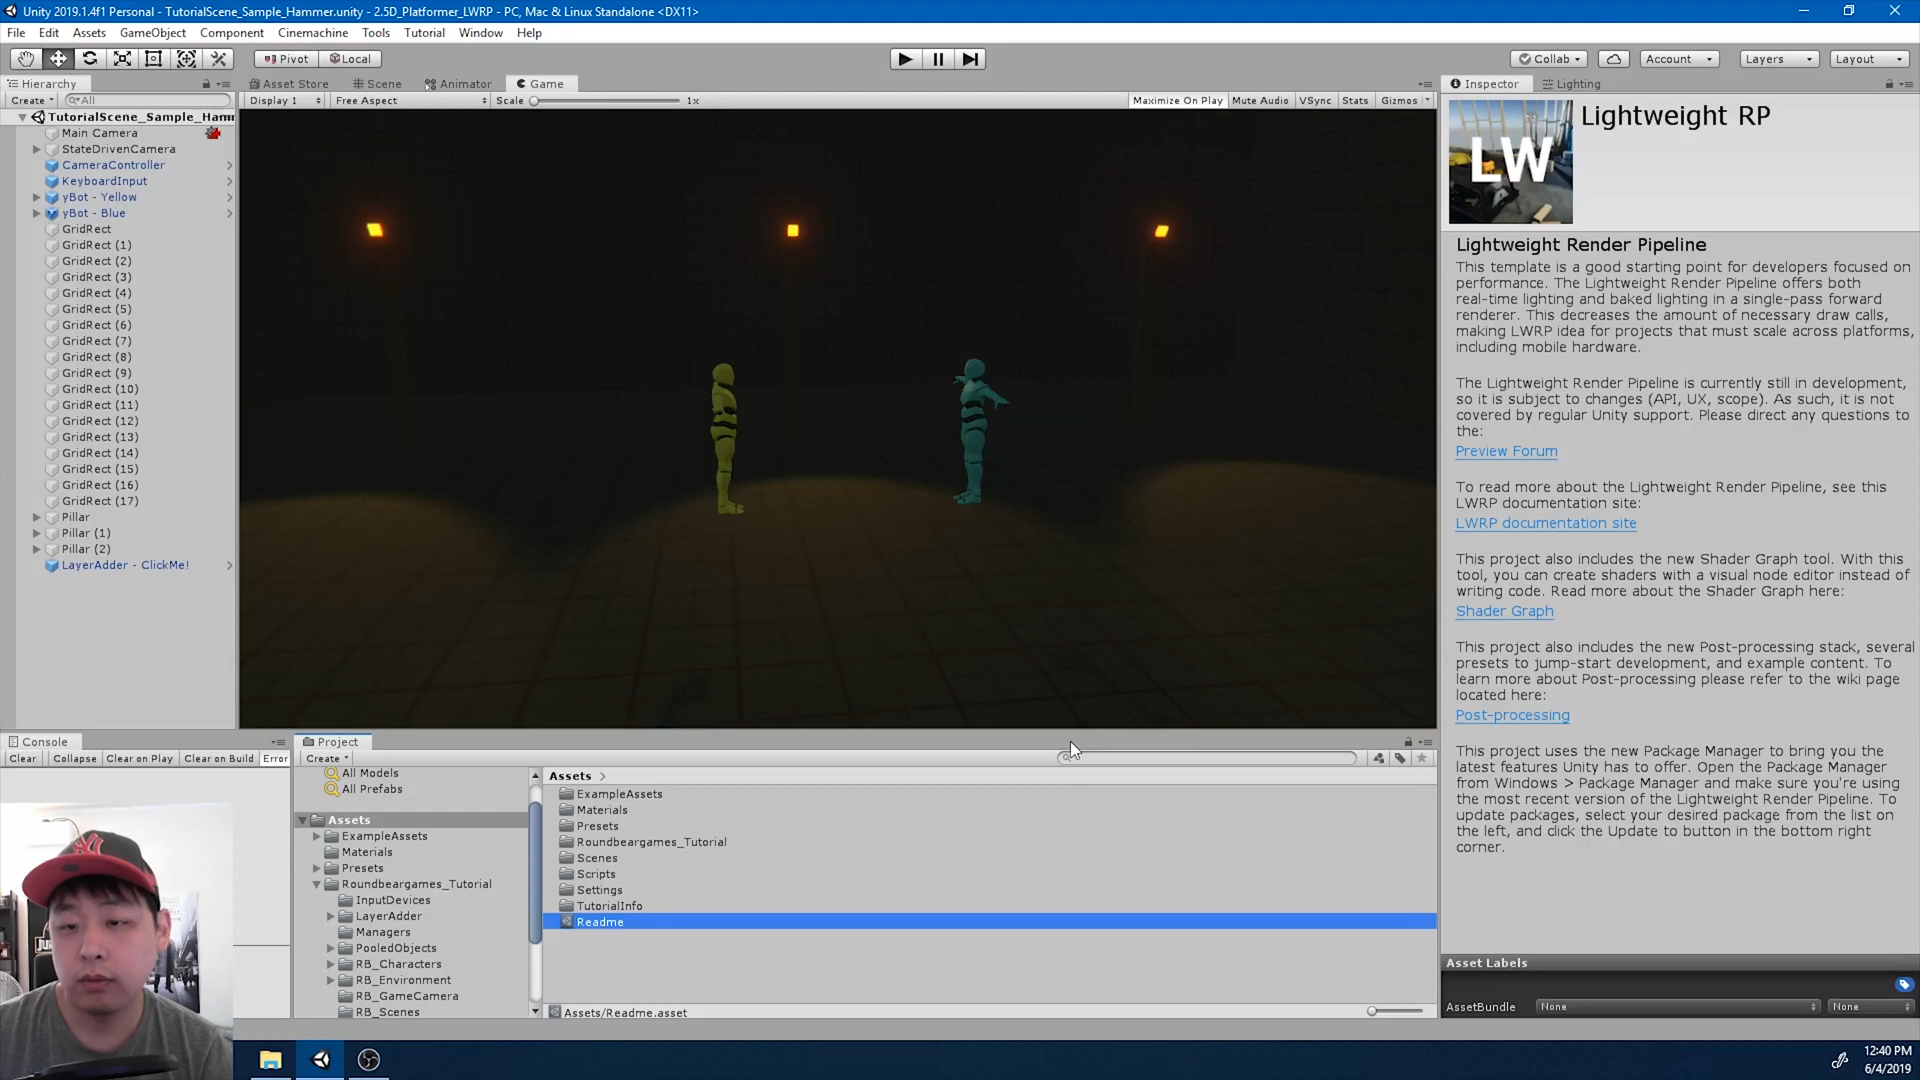 Unity 2019.1.4f1 Personal - TutorialScene_Sample_Hammer.unity - 2.5D_Platformer_LWRP - PC, Mac & Linux Standalone <DX11>
File Edit Assets GameObject Component Cinemachine Tools Tutorial Window Help
Pivot Local Collab Account Layers Layout
Hierarchy
Create All
TutorialScene_Sample_Hamm
Main Camera
StateDrivenCamera
CameraController
KeyboardInput
yBot - Yellow
yBot - Blue
GridRect
GridRect (1)
GridRect (2)
GridRect (3)
GridRect (4)
GridRect (5)
GridRect (6)
GridRect (7)
GridRect (8)
GridRect (9)
GridRect (10)
GridRect (11)
GridRect (12)
GridRect (13)
GridRect (14)
GridRect (15)
GridRect (16)
GridRect (17)
Pillar
Pillar (1)
Pillar (2)
LayerAdder - ClickMe!
Asset Store Scene Animator Game
Display 1 Free Aspect Scale 1x Maximize On Play Mute Audio VSync Stats Gizmos
Inspector Lighting
LW
Lightweight RP
Lightweight Render Pipeline
This template is a good starting point for developers focused on
performance. The Lightweight Render Pipeline offers both
real-time lighting and baked lighting in a single-pass forward
renderer. This decreases the amount of necessary draw calls,
making LWRP idea for projects that must scale across platforms,
including mobile hardware.
The Lightweight Render Pipeline is currently still in development,
so it is subject to changes (API, UX, scope). As such, it is not
covered by regular Unity support. Please direct any questions to
the:
Preview Forum
To read more about the Lightweight Render Pipeline, see this
LWRP documentation site:
LWRP documentation site
This project also includes the new Shader Graph tool. With this
tool, you can create shaders with a visual node editor instead of
writing code. Read more about the Shader Graph here:
Shader Graph
This project also includes the new Post-processing stack, several
presets to jump-start development, and example content. To
learn more about Post-processing please refer to the wiki page
located here:
Post-processing
This project uses the new Package Manager to bring you the
latest features Unity has to offer. Open the Package Manager
from Windows > Package Manager and make sure you're using
the most recent version of the Lightweight Render Pipeline. To
update packages, select your desired package from the list on
the left, and click the Update to button in the bottom right
corner.
Asset Labels
AssetBundle None None
Console
Clear Collapse Clear on Play Clear on Build Error
Project
Create
All Models
All Prefabs
Assets
ExampleAssets
Materials
Presets
Roundbeargames_Tutorial
InputDevices
LayerAdder
Managers
PooledObjects
RB_Characters
RB_Environment
RB_GameCamera
RB_Scenes
Assets
ExampleAssets
Materials
Presets
Roundbeargames_Tutorial
Scenes
Scripts
Settings
TutorialInfo
Readme
Assets/Readme.asset
12:40 PM
6/4/2019